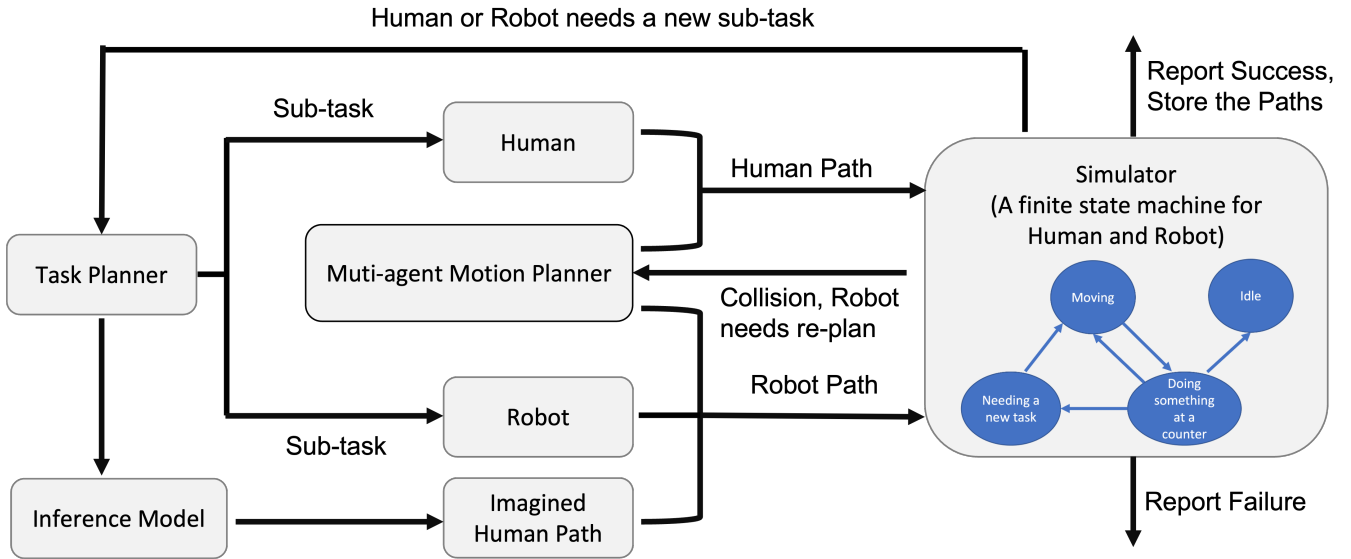 Human or Robot needs a new sub-task
Report Success,
Store the Paths
Sub-task
Human
Human Path
Simulator
(A finite state machine for
Human and Robot)
Task Planner
Muti-agent Motion Planner
Collision, Robot
needs re-plan
Moving
Idle
Needing a
new task
Doing
something
at a
counter
Robot Path
Robot
Sub-task
Inference Model
Imagined
Human Path
Report Failure